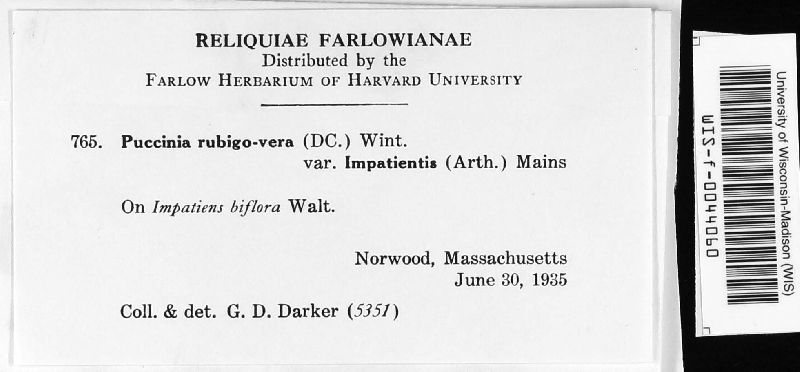 RELIQUIAE FARLOWIANAE
Distributed by the
FARLOW HERBARIUM OF HARVARD UNIVERSITY
765. Puccinia rubigo-vera (DC.) Wint.
var. Impatientis (Arth.) Mains
On Impatiens biflora Walt.
Norwood, Massachusetts
June 30, 1935
Coll. & det. G. D. Darker (5351)
University of Wisconsin-Madison (WIS)
WIS-f-0044060